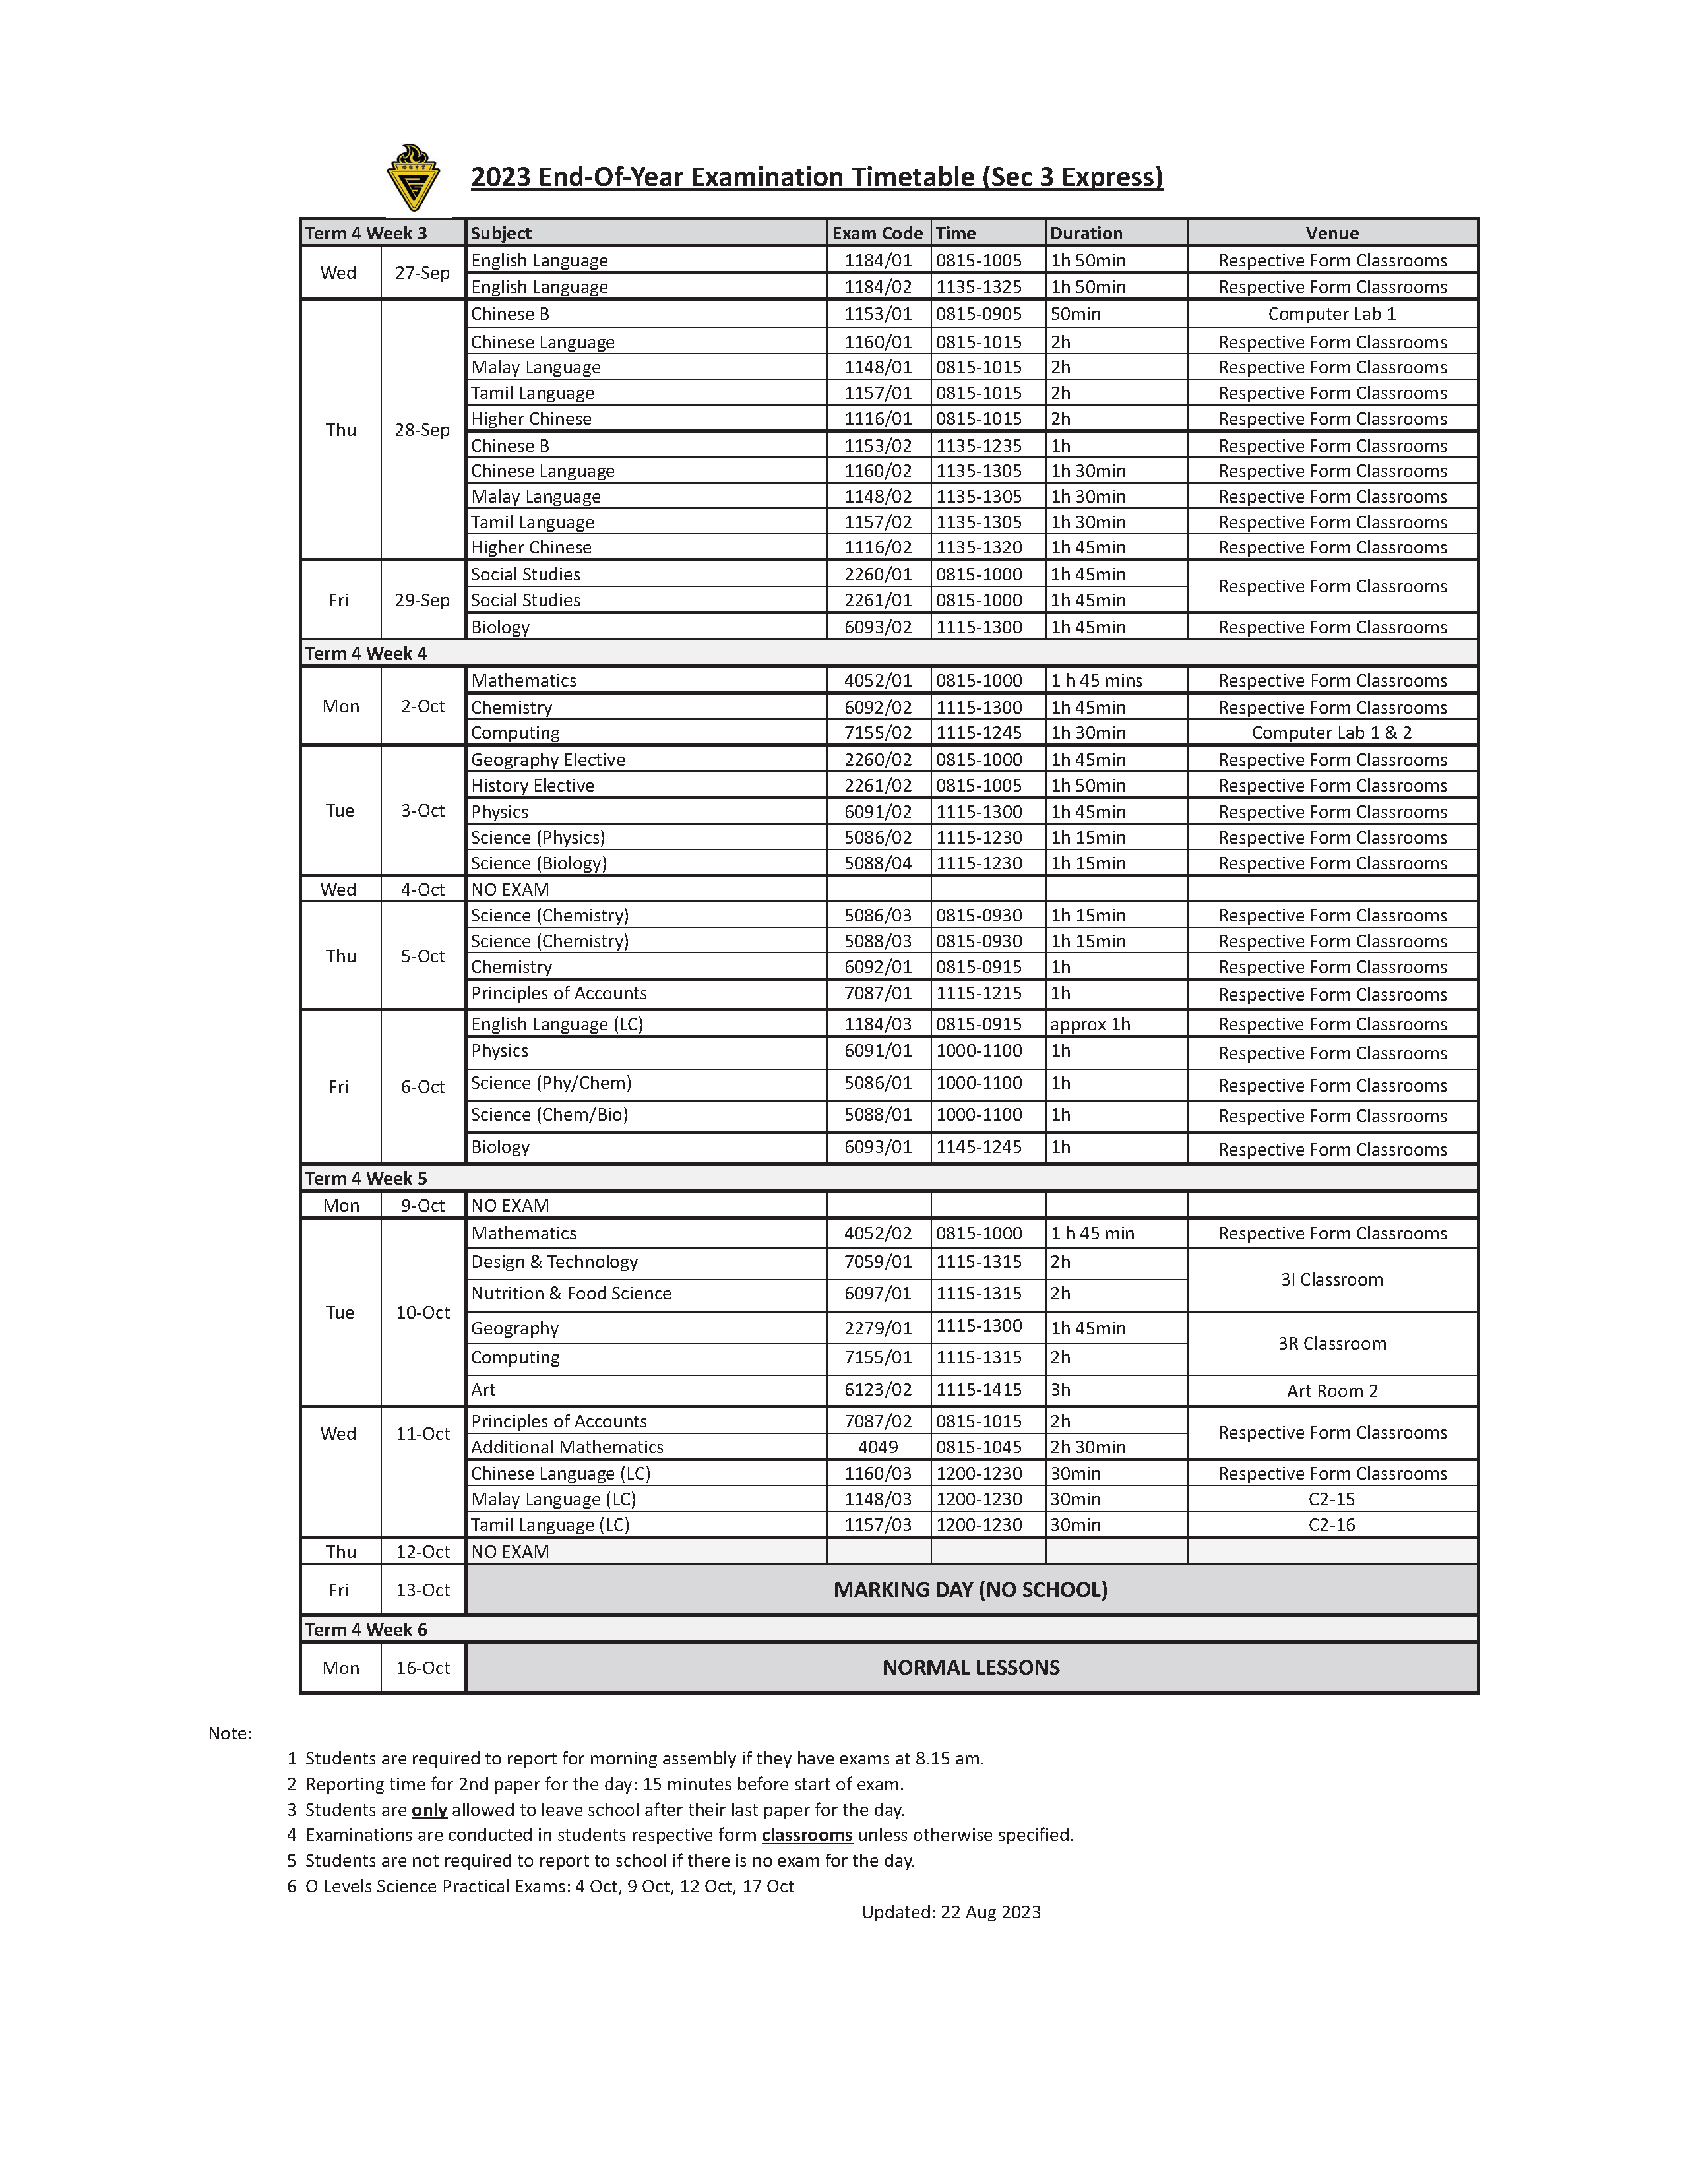 2023 End-Of-Year Examination Timetable (Sec 3 Express)
Term 4 Week 3 Subject Exam Code Time Duration Venue
Wed 27-Sep English Language 1184/01 0815-1005 1h 50min Respective Form Classrooms
English Language 1184/02 1135-1325 1h 50min Respective Form Classrooms
Thu 28-Sep Chinese B 1153/01 0815-0905 50min Computer Lab 1
Chinese Language 1160/01 0815-1015 2h Respective Form Classrooms
Malay Language 1148/01 0815-1015 2h Respective Form Classrooms
Tamil Language 1157/01 0815-1015 2h Respective Form Classrooms
Higher Chinese 1116/01 0815-1015 2h Respective Form Classrooms
Chinese B 1153/02 1135-1235 1h Respective Form Classrooms
Chinese Language 1160/02 1135-1305 1h 30min Respective Form Classrooms
Malay Language 1148/02 1135-1305 1h 30min Respective Form Classrooms
Tamil Language 1157/02 1135-1305 1h 30min Respective Form Classrooms
Higher Chinese 1116/02 1135-1320 1h 45min Respective Form Classrooms
Fri 29-Sep Social Studies 2260/01 0815-1000 1h 45min Respective Form Classrooms
Social Studies 2261/01 0815-1000 1h 45min
Biology 6093/02 1115-1300 1h 45min Respective Form Classrooms
Term 4 Week 4
Mon 2-Oct Mathematics 4052/01 0815-1000 1 h 45 mins Respective Form Classrooms
Chemistry 6092/02 1115-1300 1h 45min Respective Form Classrooms
Computing 7155/02 1115-1245 1h 30min Computer Lab 1 & 2
Tue 3-Oct Geography Elective 2260/02 0815-1000 1h 45min Respective Form Classrooms
History Elective 2261/02 0815-1005 1h 50min Respective Form Classrooms
Physics 6091/02 1115-1300 1h 45min Respective Form Classrooms
Science (Physics) 5086/02 1115-1230 1h 15min Respective Form Classrooms
Science (Biology) 5088/04 1115-1230 1h 15min Respective Form Classrooms
Wed 4-Oct NO EXAM
Thu 5-Oct Science (Chemistry) 5086/03 0815-0930 1h 15min Respective Form Classrooms
Science (Chemistry) 5088/03 0815-0930 1h 15min Respective Form Classrooms
Chemistry 6092/01 0815-0915 1h Respective Form Classrooms
Principles of Accounts 7087/01 1115-1215 1h Respective Form Classrooms
Fri 6-Oct English Language (LC) 1184/03 0815-0915 approx 1h Respective Form Classrooms
Physics 6091/01 1000-1100 1h Respective Form Classrooms
Science (Phy/Chem) 5086/01 1000-1100 1h Respective Form Classrooms
Science (Chem/Bio) 5088/01 1000-1100 1h Respective Form Classrooms
Biology 6093/01 1145-1245 1h Respective Form Classrooms
Term 4 Week 5
Mon 9-Oct NO EXAM
Tue 10-Oct Mathematics 4052/02 0815-1000 1 h 45 min Respective Form Classrooms
Design & Technology 7059/01 1115-1315 2h 3I Classroom
Nutrition & Food Science 6097/01 1115-1315 2h
Geography 2279/01 1115-1300 1h 45min 3R Classroom
Computing 7155/01 1115-1315 2h
Art 6123/02 1115-1415 3h Art Room 2
Wed 11-Oct Principles of Accounts 7087/02 0815-1015 2h Respective Form Classrooms
Additional Mathematics 4049 0815-1045 2h 30min
Chinese Language (LC) 1160/03 1200-1230 30min Respective Form Classrooms
Malay Language (LC) 1148/03 1200-1230 30min C2-15
Tamil Language (LC) 1157/03 1200-1230 30min C2-16
Thu 12-Oct NO EXAM
Fri 13-Oct MARKING DAY (NO SCHOOL)
Term 4 Week 6
Mon 16-Oct NORMAL LESSONS
Note:
1 Students are required to report for morning assembly if they have exams at 8.15 am.
2 Reporting time for 2nd paper for the day: 15 minutes before start of exam.
3 Students are only allowed to leave school after their last paper for the day.
4 Examinations are conducted in students respective form classrooms unless otherwise specified.
5 Students are not required to report to school if there is no exam for the day.
6 O Levels Science Practical Exams: 4 Oct, 9 Oct, 12 Oct, 17 Oct
Updated: 22 Aug 2023